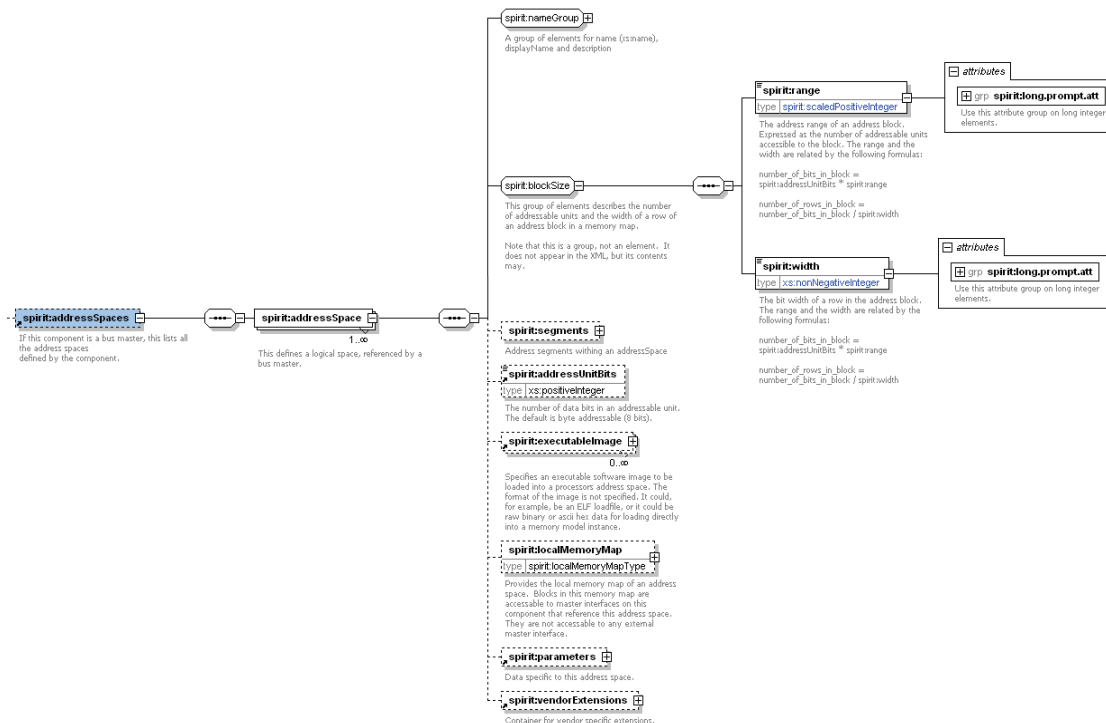 spirit:nameGroup
A group of elements for name (xs:name),
displayName and description
spirit:range
type spirit:scaledPositiveInteger
The address range of an address block.
Expressed as the number of addressable units
accessible to the block. The range and the
width are related by the following formulas:
number_of_bits_in_block =
spirit:addressUnitBits * spirit:range
number_of_rows_in_block =
number_of_bits_in_block / spirit:width
attributes
grp spirit:long.prompt.att
Use this attribute group on long integer
elements.
spirit:blockSize
This group of elements describes the number
of addressable units and the width of a row of
an address block in a memory map.
Note that this is a group, not an element. It
does not appear in the XML, but its contents
may.
spirit:width
type xs:nonNegativeInteger
The bit width of a row in the address block.
The range and the width are related by the
following formulas:
number_of_bits_in_block =
spirit:addressUnitBits * spirit:range
number_of_rows_in_block =
number_of_bits_in_block / spirit:width
attributes
grp spirit:long.prompt.att
Use this attribute group on long integer
elements.
spirit:addressSpaces
If this component is a bus master, this lists all
the address spaces
defined by the component.
spirit:addressSpace
1..∞
This defines a logical space, referenced by a
bus master.
spirit:segments
Address segments withing an addressSpace
spirit:addressUnitBits
type xs:positiveInteger
The number of data bits in an addressable unit.
The default is byte addressable (8 bits).
spirit:executableImage
0..∞
Specifies an executable software image to be
loaded into a processors address space. The
format of the image is not specified. It could,
for example, be an ELF loadfile, or it could be
raw binary or ascii hex data for loading directly
into a memory model instance.
spirit:localMemoryMap
type spirit:localMemoryMapType
Provides the local memory map of an address
space. Blocks in this memory map are
accessable to master interfaces on this
component that reference this address space.
They are not accessable to any external
master interface.
spirit:parameters
Data specific to this address space.
spirit:vendorExtensions
Container for vendor specific extensions.